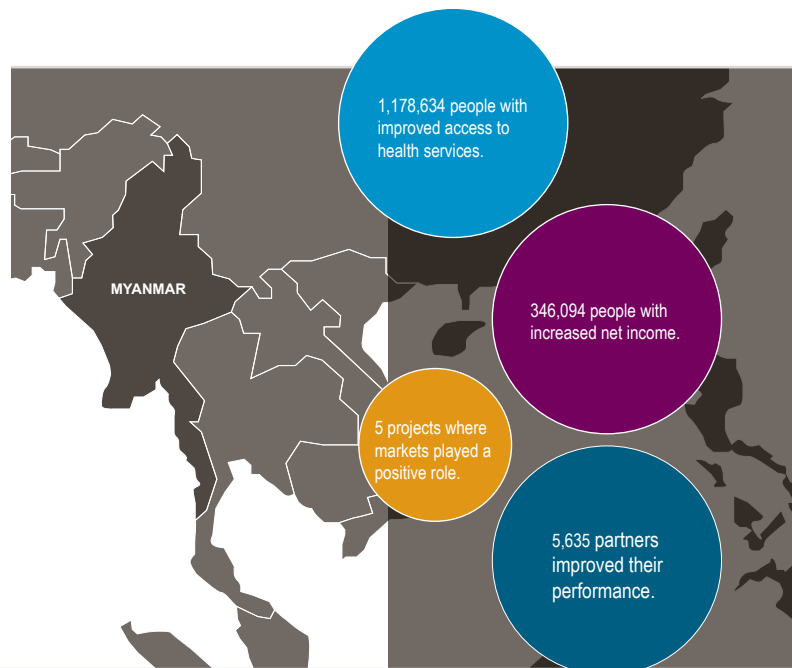 1,178,634 people with
improved access to
health services.
MYANMAR
346,094 people with
increased net income.
5 projects where
markets played a
positive role.
5,635 partners
improved their
performance.